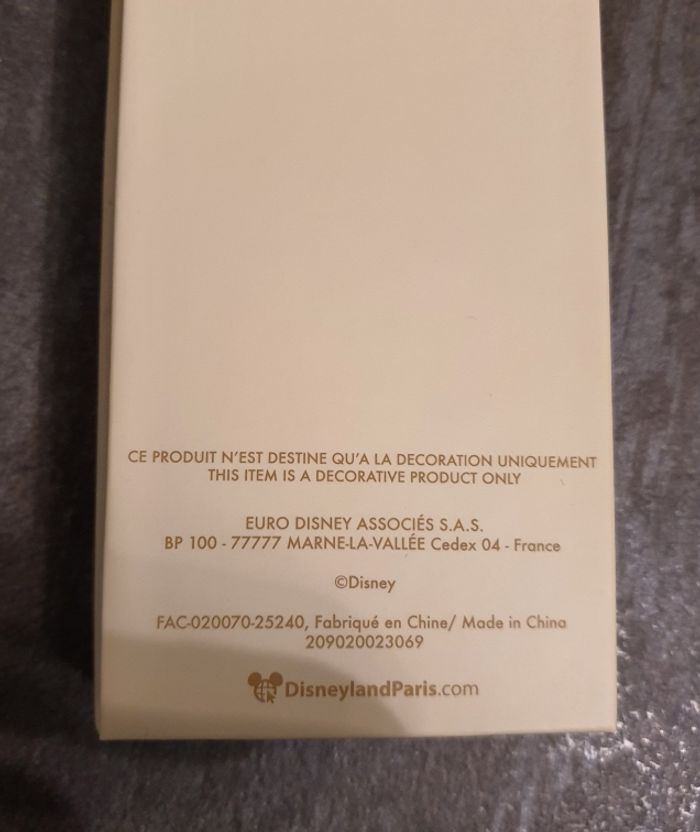 CE PRODUIT N'EST DESTINE QU'A LA DECORATION UNIQUEMENT
THIS ITEM IS A DECORATIVE PRODUCT ONLY
EURO DISNEY ASSOCIÉS S.A.S.
BP 100 - 77777 MARNE-LA-VALLÉE Cedex 04 - France
©Disney
FAC-020070-25240, Fabriqué en Chine/ Made in China
209020023069
DisneylandParis.com